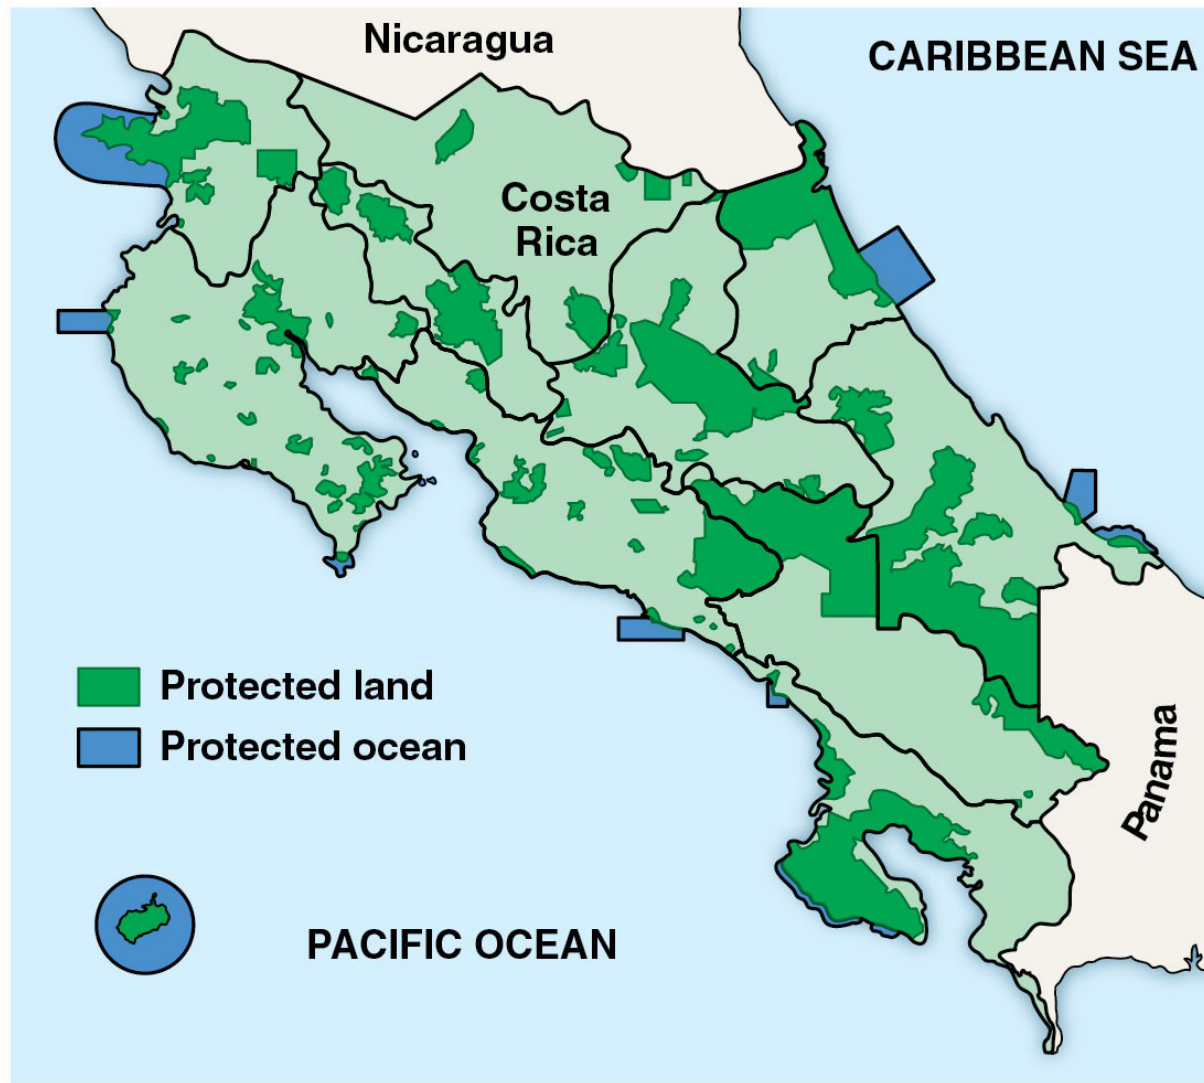 Nicaragua
CARIBBEAN SEA
Costa
Rica
Protected land
Protected ocean
Panama
PACIFIC OCEAN